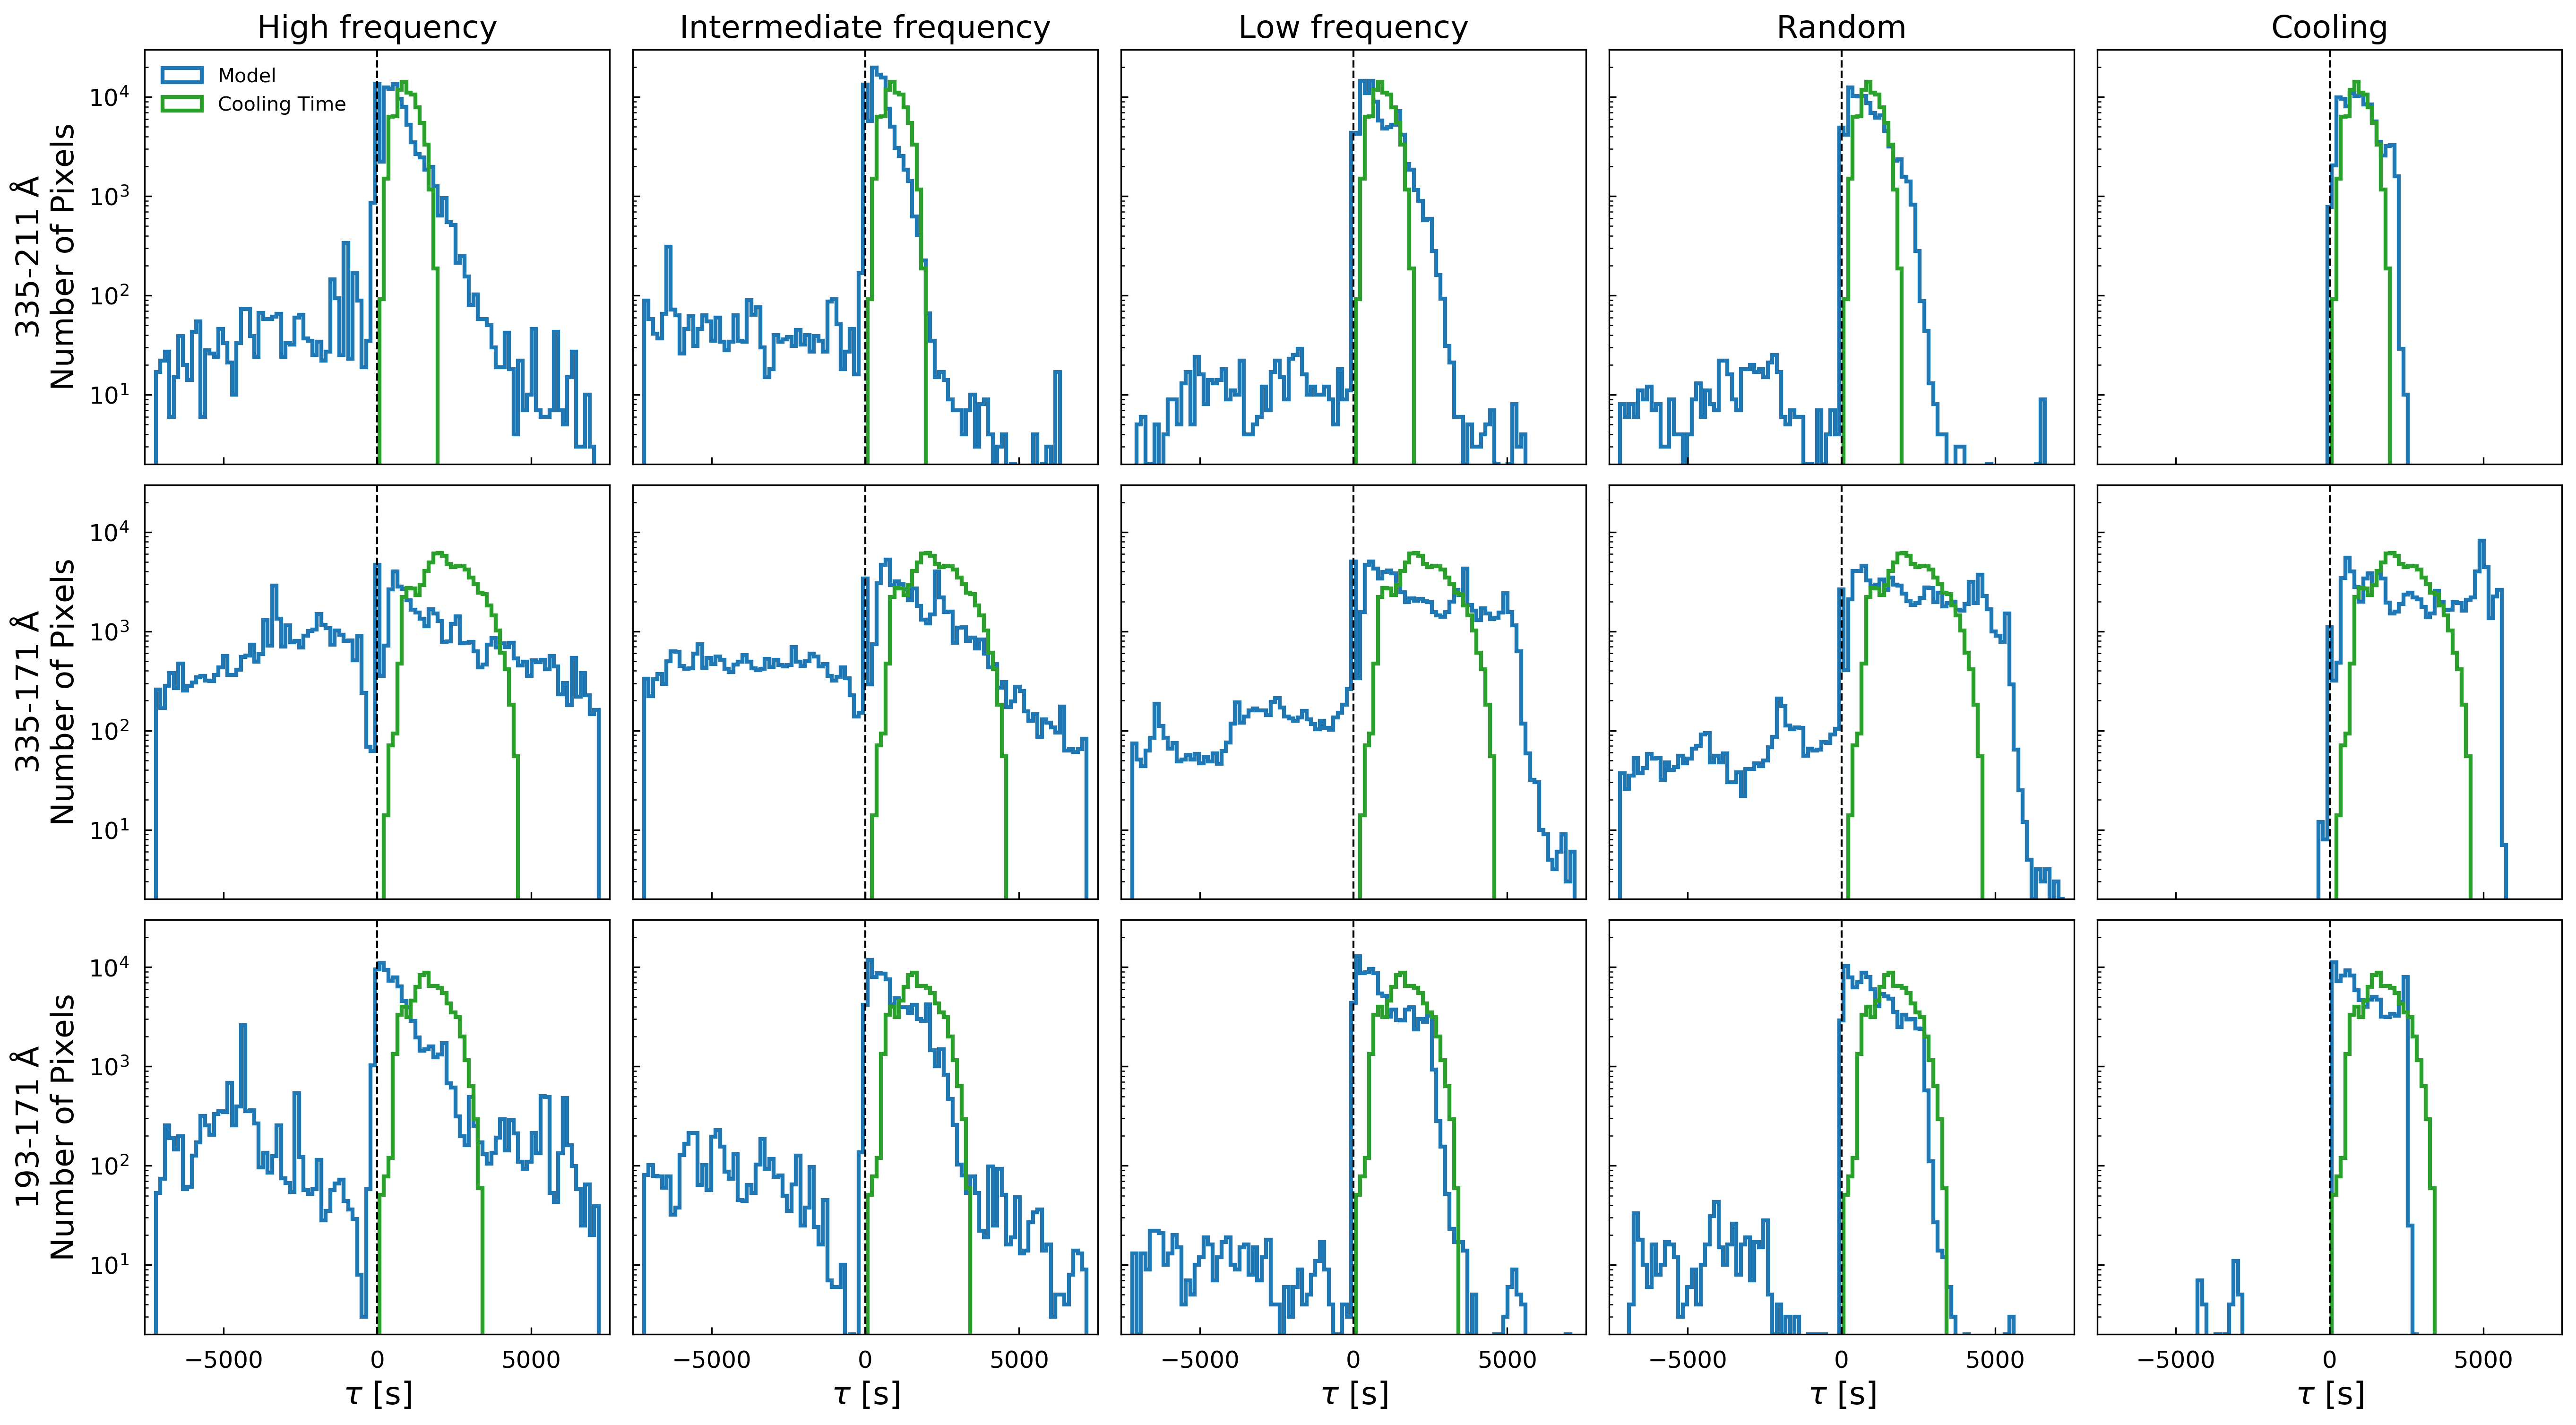 High frequency Intermediate frequency Low frequency Random Cooling
Model
Cooling Time
335-211 Å
Number of Pixels
10⁴
10³
10²
10¹
335-171 Å
Number of Pixels
10⁴
10³
10²
10¹
193-171 Å
Number of Pixels
10⁴
10³
10²
10¹
−5000 0 5000 −5000 0 5000 −5000 0 5000 −5000 0 5000 −5000 0 5000
τ [s] τ [s] τ [s] τ [s] τ [s]